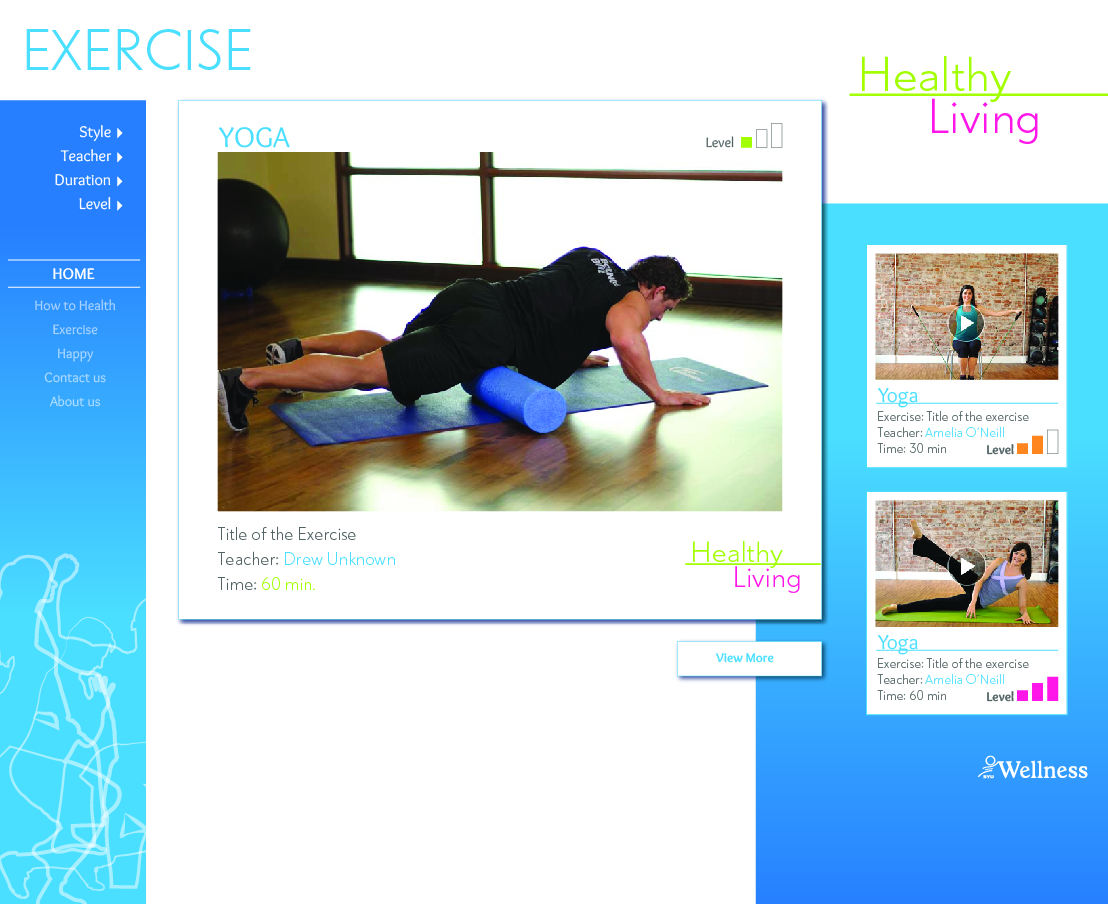 EXERCISE
Healthy
Living
Style
Teacher
Duration
Level
HOME
How to Health
Exercise
Happy
Contact us
About us
YOGA
Level
Title of the Exercise
Teacher: Drew Unknown
Time: 60 min.
Healthy
Living
View More
Yoga
Exercise: Title of the exercise
Teacher: Amelia O'Neill
Time: 30 min
Level
Yoga
Exercise: Title of the exercise
Teacher: Amelia O'Neill
Time: 60 min
Level
Wellness